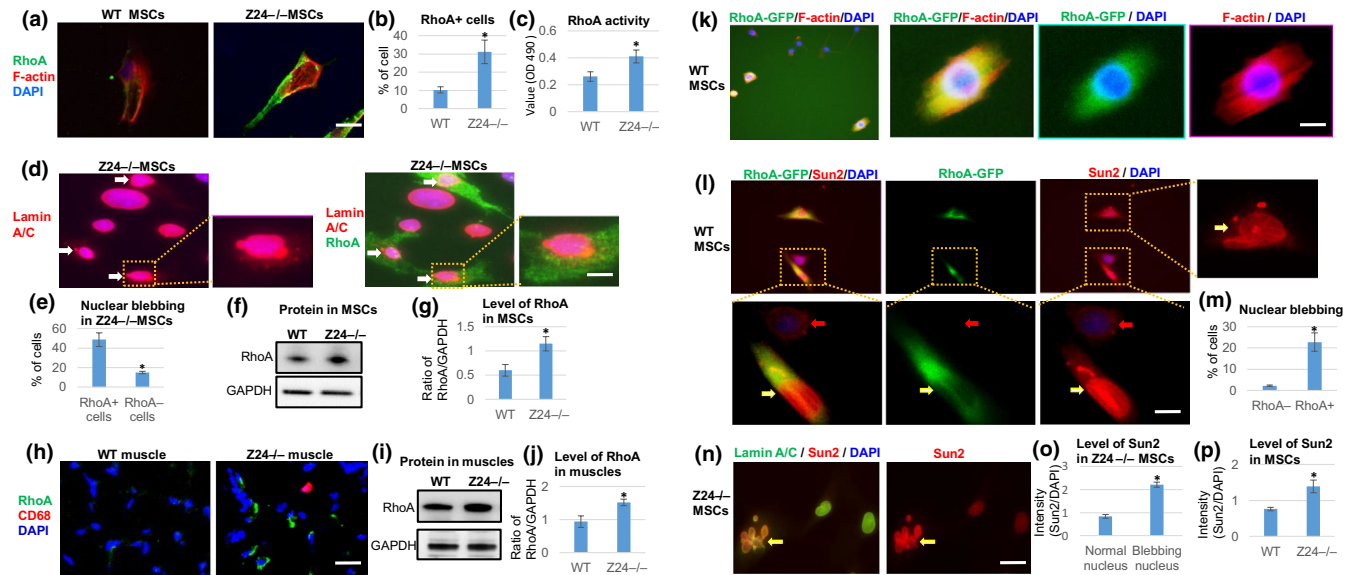 (a)
WT MSCs
Z24–/–MSCs
RhoA
F-actin
DAPI
(b)
RhoA+ cells
% of cell
40
30
20
10
0
*
WT Z24–/–
(c)
RhoA activity
Value (OD 490)
0.6
0.4
0.2
0
*
WT Z24–/–
(d)
Z24–/–MSCs
Lamin
A/C
Z24–/–MSCs
Lamin
A/C
RhoA
(e)
Nuclear blebbing
in Z24–/–MSCs
% of cells
60
40
20
0
*
RhoA+ RhoA–
cells cells
(f)
Protein in MSCs
WT Z24–/–
RhoA
GAPDH
(g)
Level of RhoA
in MSCs
Ratio of
RhoA/GAPDH
1.5
1
0.5
0
*
WT Z24–/–
(h)
WT muscle
Z24–/– muscle
RhoA
CD68
DAPI
(i)
Protein in muscles
WT Z24–/–
RhoA
GAPDH
(j)
Level of RhoA
in muscles
Ratio of
RhoA/GAPDH
2
1
0
*
WT Z24–/–
(k)
RhoA-GFP/F-actin/DAPI
RhoA-GFP/F-actin/DAPI
RhoA-GFP / DAPI
F-actin / DAPI
WT
MSCs
(l)
RhoA-GFP/Sun2/DAPI
RhoA-GFP
Sun2 / DAPI
WT
MSCs
(m)
Nuclear blebbing
% of cells
30
20
10
0
*
RhoA– RhoA+
(n)
Lamin A/C / Sun2 / DAPI
Sun2
Z24–/–
MSCs
(o)
Level of Sun2
in Z24–/– MSCs
Intensity
(Sun2/DAPI)
3
2
1
0
*
Normal Blebbing
nucleus nucleus
(p)
Level of Sun2
in MSCs
Intensity
(Sun2/DAPI)
2
1
0
*
WT Z24–/–